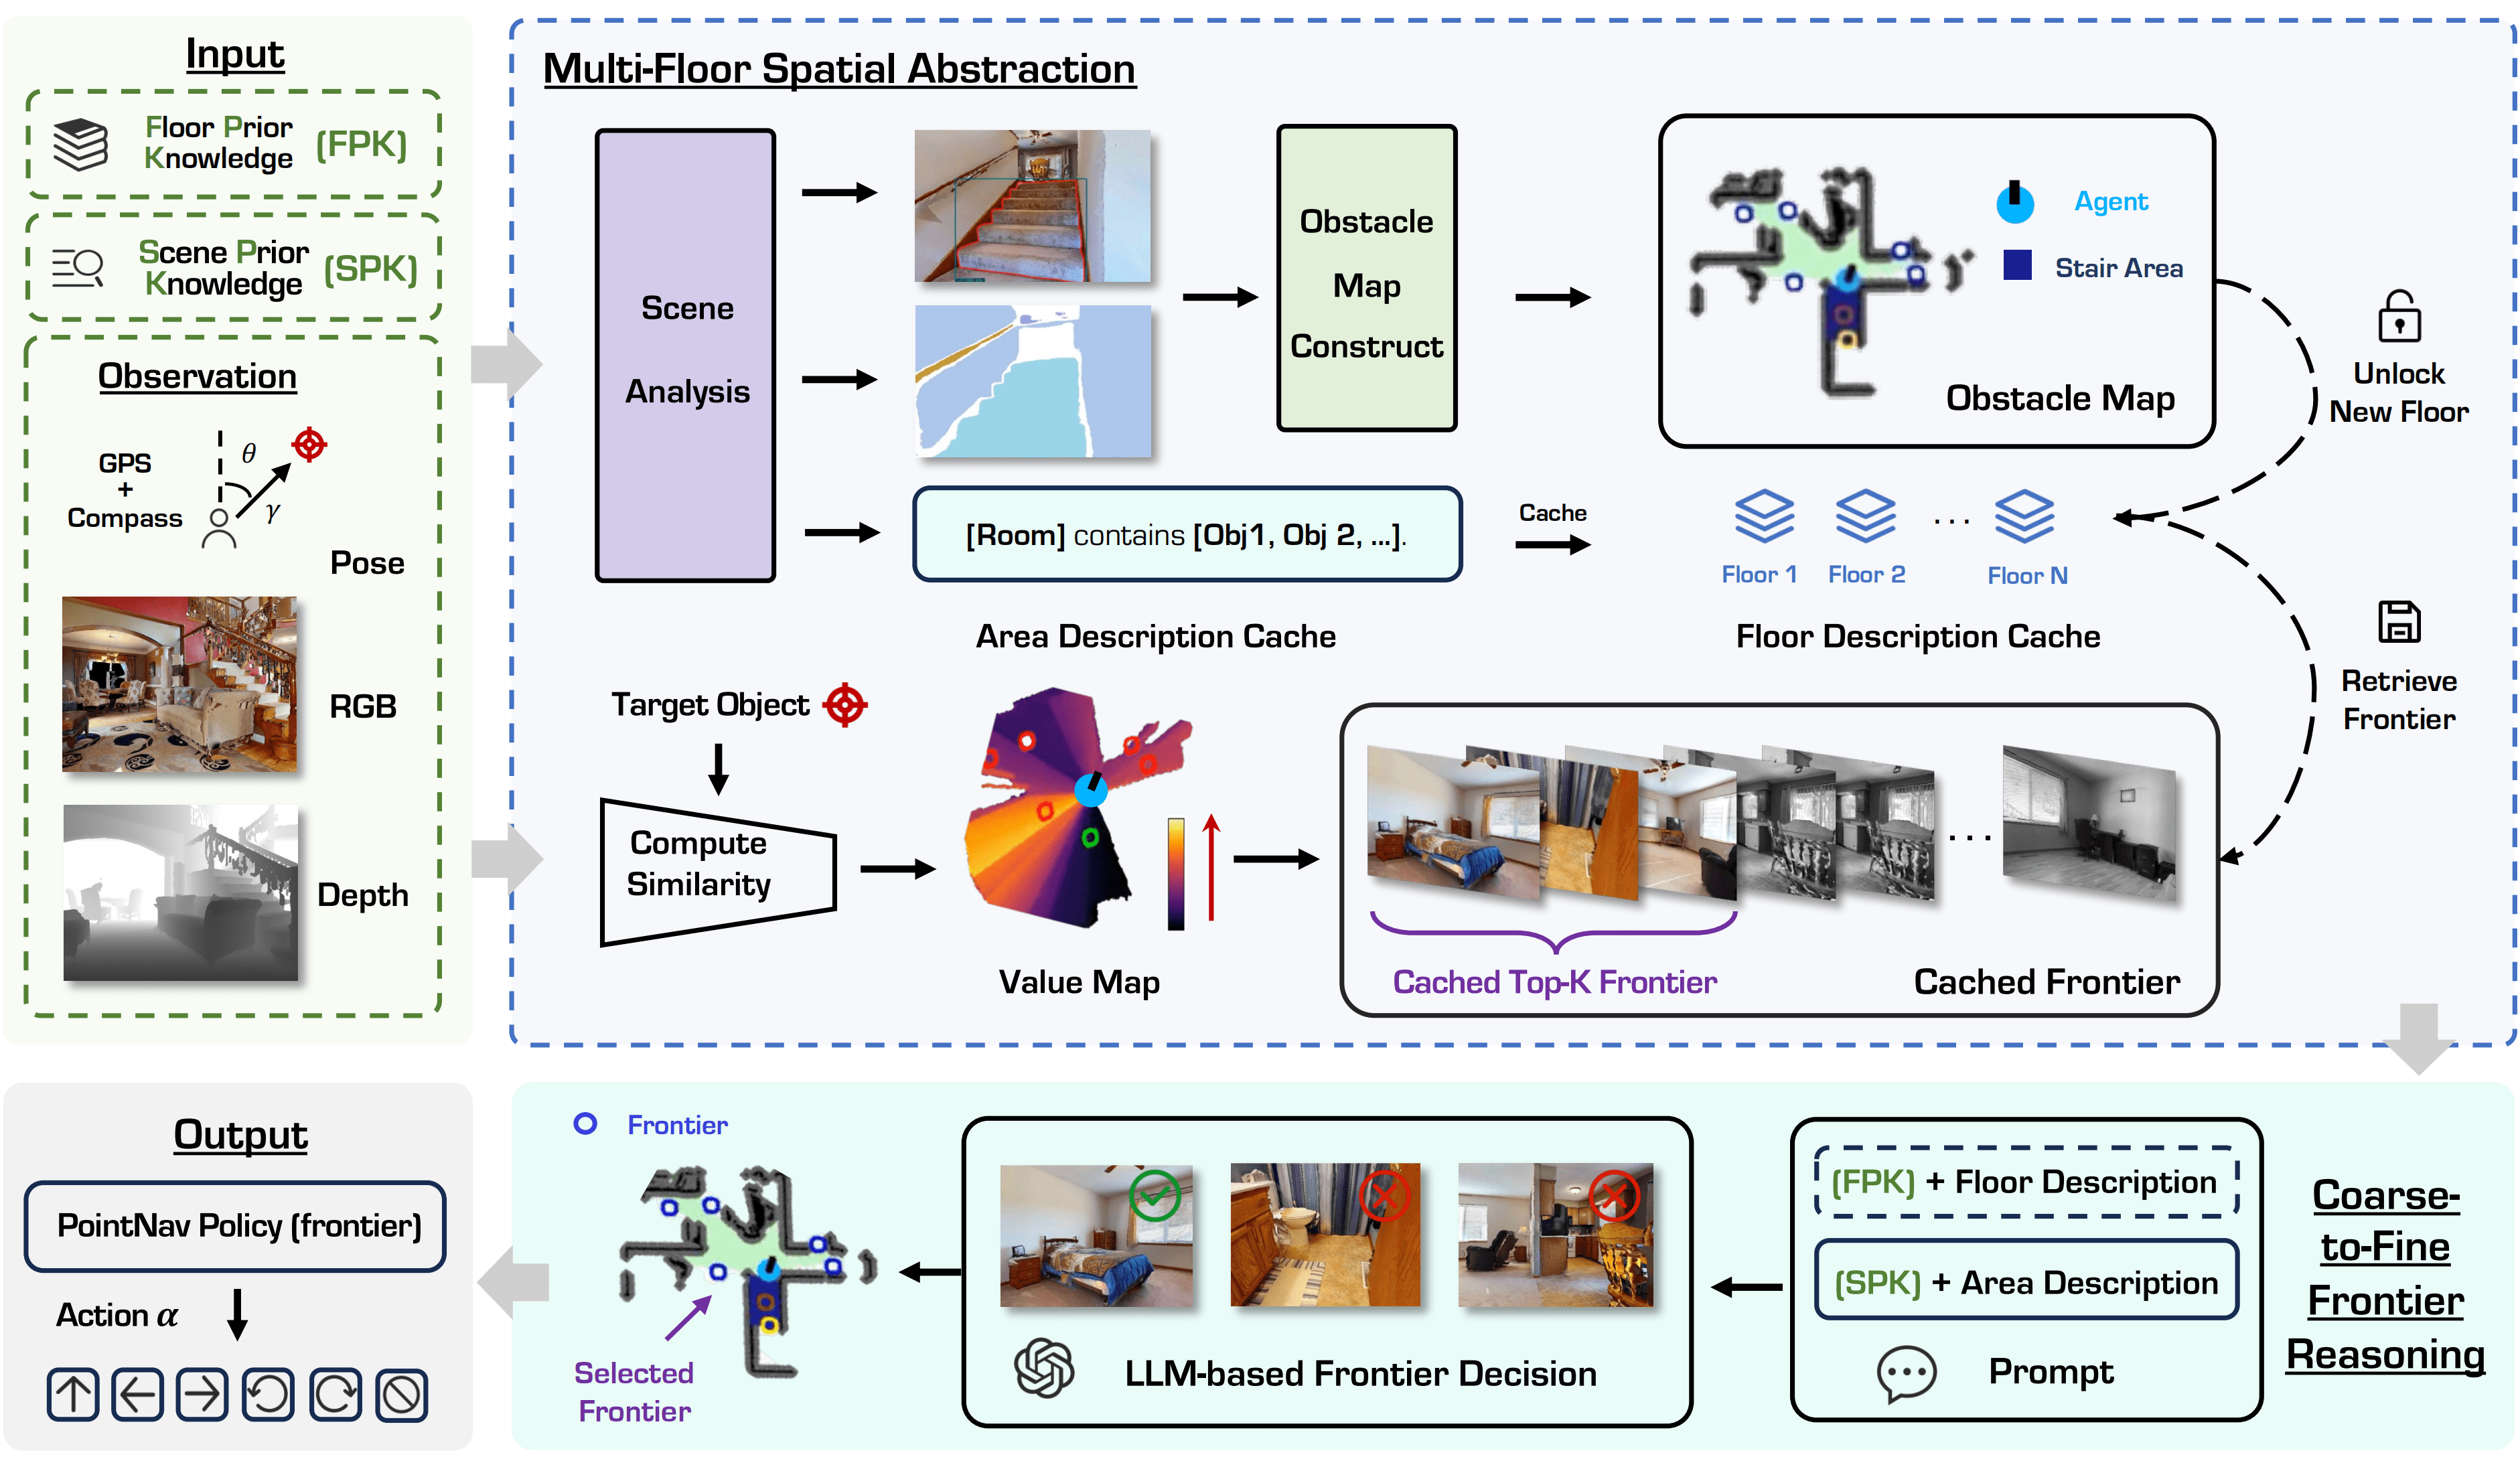 Input
Floor Prior
Knowledge
(FPK)
Scene Prior
Knowledge
(SPK)
Observation
GPS
+
Compass
θ
γ
Pose
RGB
Depth
Multi-Floor Spatial Abstraction
Scene
Analysis
Obstacle
Map
Construct
Agent
Stair Area
Obstacle Map
Unlock
New Floor
[Room] contains [Obj1, Obj 2, ...].
Cache
Floor 1
Floor 2
...
Floor N
Area Description Cache
Floor Description Cache
Retrieve
Frontier
Target Object
Compute
Similarity
Value Map
...
Cached Top-K Frontier
Cached Frontier
Coarse-
to-Fine
Frontier
Reasoning
(FPK) + Floor Description
(SPK) + Area Description
Prompt
LLM-based Frontier Decision
Frontier
Selected
Frontier
Output
PointNav Policy (frontier)
Action α